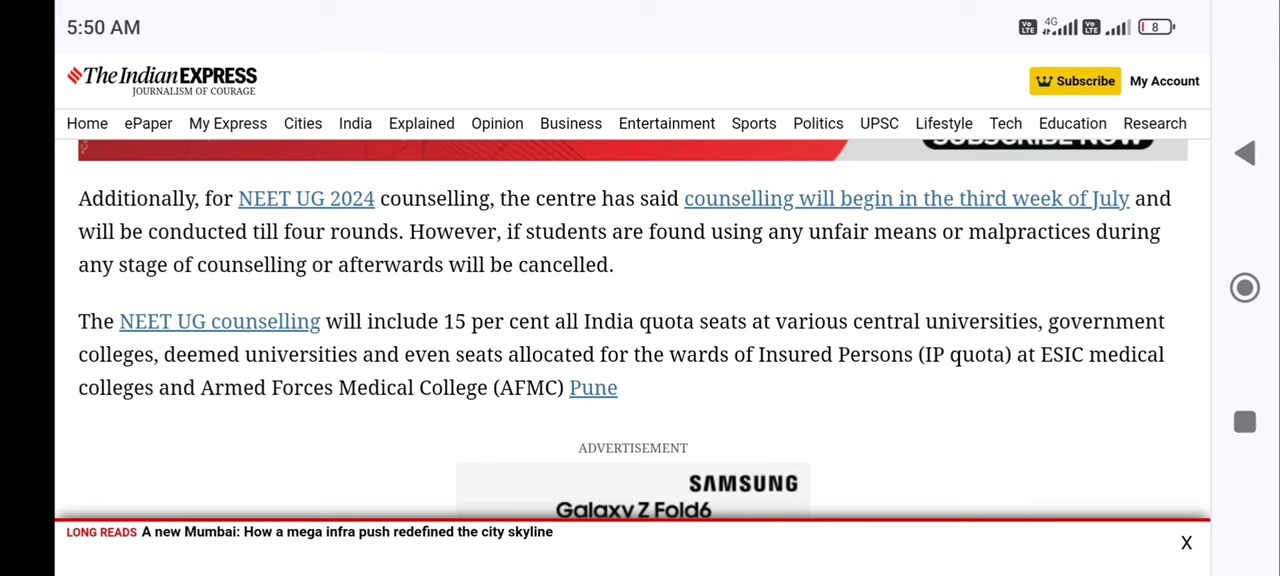 5:50 AM
Vo LTE 4G Vo LTE 8
The Indian EXPRESS
JOURNALISM OF COURAGE
Subscribe My Account
Home ePaper My Express Cities India Explained Opinion Business Entertainment Sports Politics UPSC Lifestyle Tech Education Research
SUBSCRIBE NOW
Additionally, for NEET UG 2024 counselling, the centre has said counselling will begin in the third week of July and
will be conducted till four rounds. However, if students are found using any unfair means or malpractices during
any stage of counselling or afterwards will be cancelled.
The NEET UG counselling will include 15 per cent all India quota seats at various central universities, government
colleges, deemed universities and even seats allocated for the wards of Insured Persons (IP quota) at ESIC medical
colleges and Armed Forces Medical College (AFMC) Pune
ADVERTISEMENT
SAMSUNG
Galaxy Z Fold6
LONG READS A new Mumbai: How a mega infra push redefined the city skyline
X